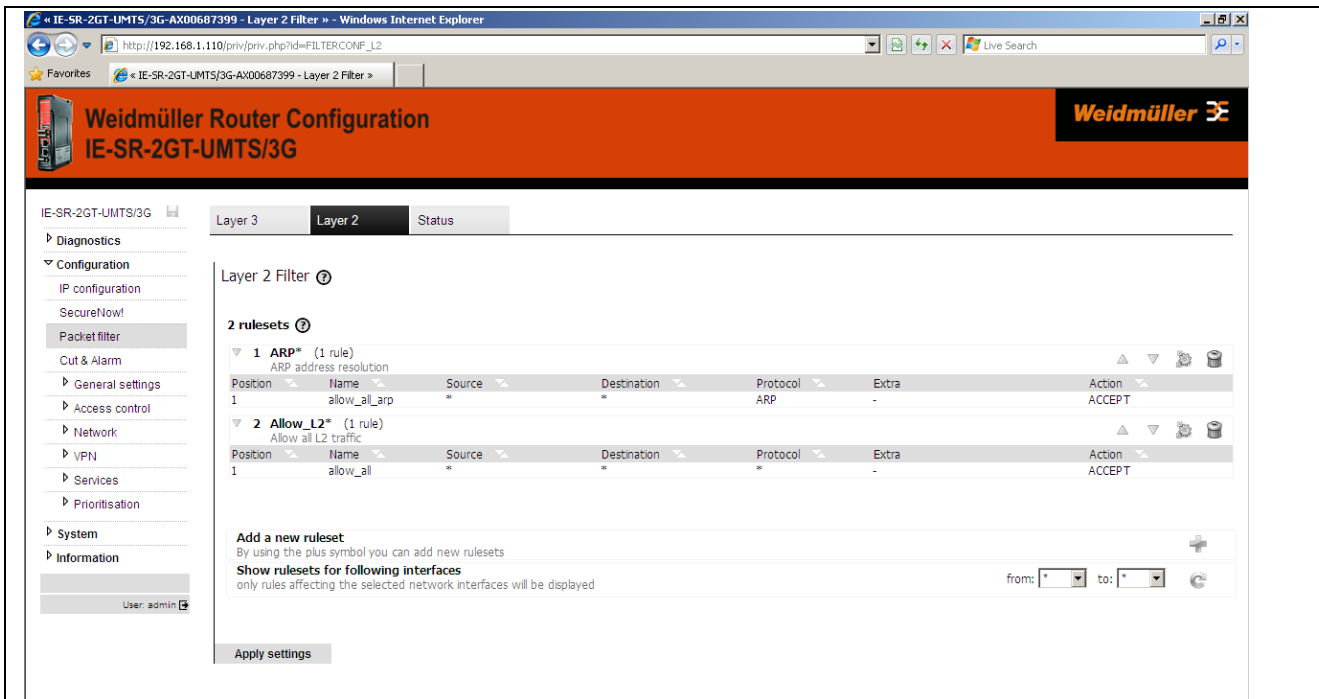 « IE-SR-2GT-UMTS/3G-AX00687399 - Layer 2 Filter » - Windows Internet Explorer
http://192.168.1.110/priv/priv.php?id=FILTERCONF_L2
Live Search
Favorites
« IE-SR-2GT-UMTS/3G-AX00687399 - Layer 2 Filter »
Weidmüller Router Configuration
IE-SR-2GT-UMTS/3G
Weidmüller
IE-SR-2GT-UMTS/3G
Diagnostics
Configuration
IP configuration
SecureNow!
Packet filter
Cut & Alarm
General settings
Access control
Network
VPN
Services
Prioritisation
System
Information
User: admin
Layer 3 Layer 2 Status
Layer 2 Filter ?
2 rulesets ?
1 ARP* (1 rule)
ARP address resolution
Position Name Source Destination Protocol Extra Action
1 allow_all_arp * * ARP - ACCEPT
2 Allow_L2* (1 rule)
Allow all L2 traffic
Position Name Source Destination Protocol Extra Action
1 allow_all * * * - ACCEPT
Add a new ruleset
By using the plus symbol you can add new rulesets
Show rulesets for following interfaces
only rules affecting the selected network interfaces will be displayed
from: * to: *
Apply settings